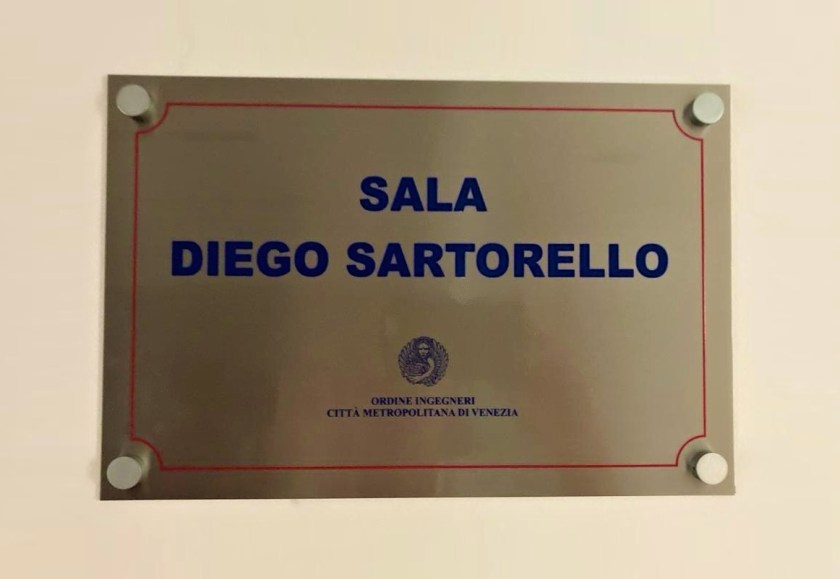 SALA
DIEGO SARTORELLO
ORDINE INGEGNERI
CITTÀ METROPOLITANA DI VENEZIA